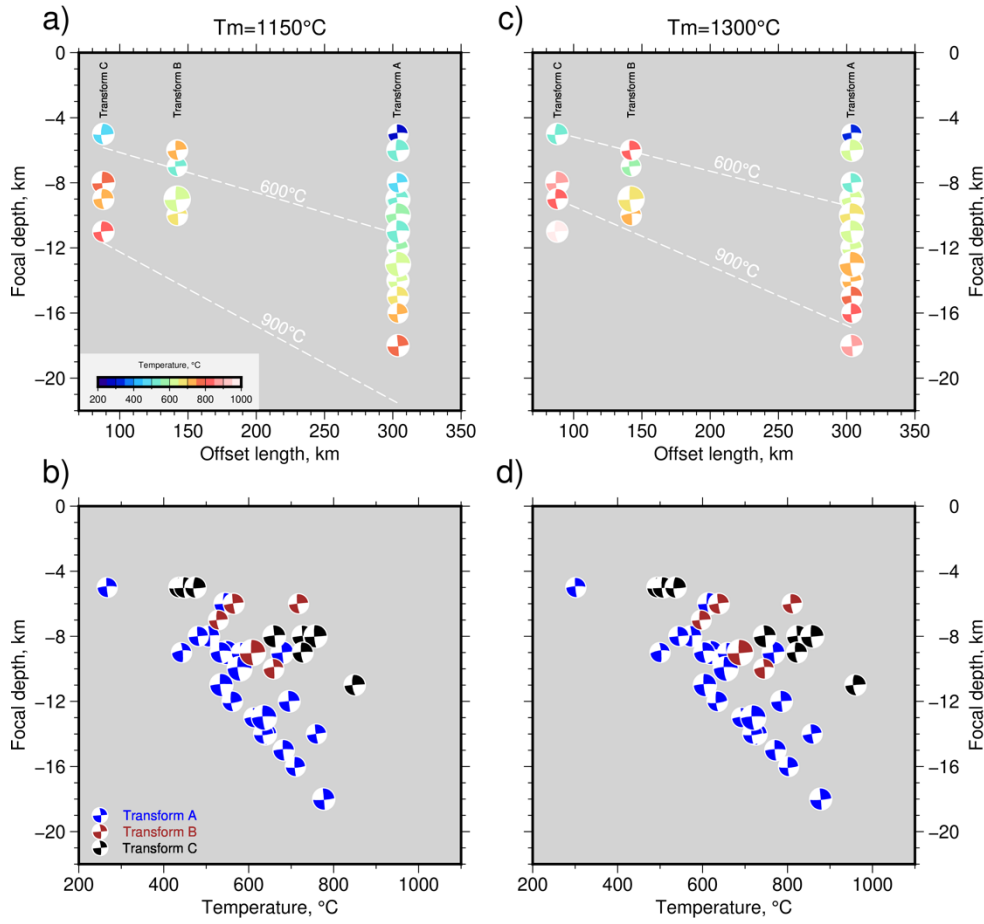 a)
Tm=1150°C
0
−4
−8
−12
−16
−20
Focal depth, km
Transform C
Transform B
Transform A
600°C
900°C
Temperature, °C
200 400 600 800 1000
100 150 200 250 300 350
Offset length, km
c)
Tm=1300°C
0
−4
−8
−12
−16
−20
Focal depth, km
Transform C
Transform B
Transform A
600°C
900°C
100 150 200 250 300 350
Offset length, km
b)
0
−4
−8
−12
−16
−20
Focal depth, km
Transform A
Transform B
Transform C
200 400 600 800 1000
Temperature, °C
d)
0
−4
−8
−12
−16
−20
Focal depth, km
200 400 600 800 1000
Temperature, °C